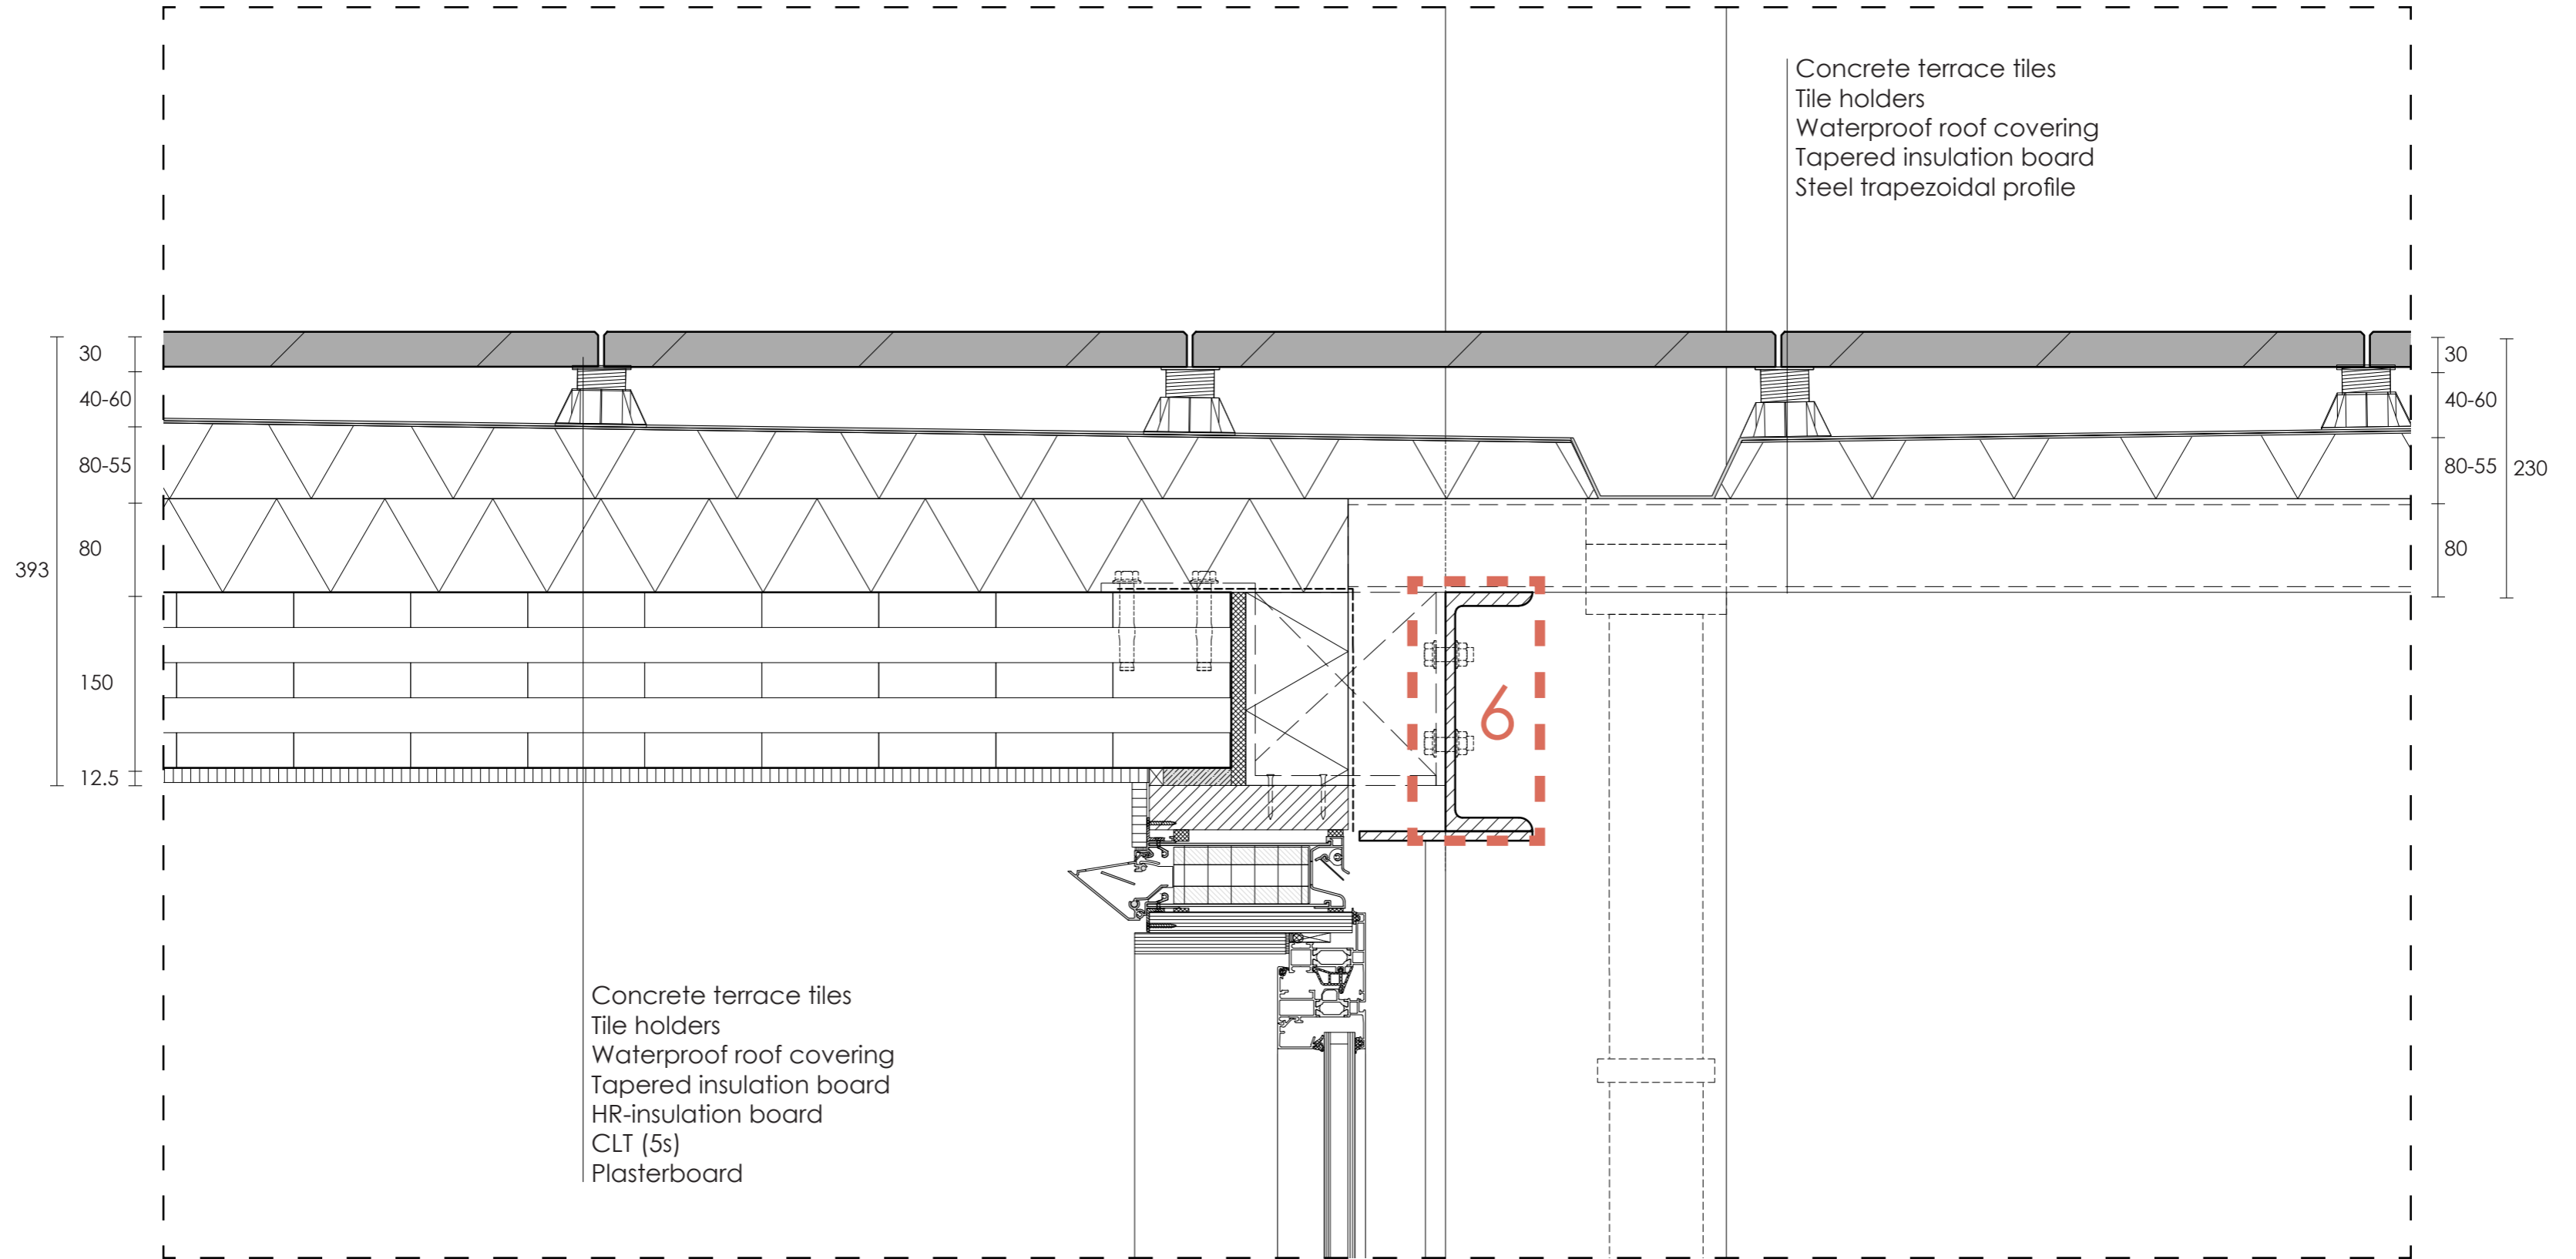 Concrete terrace tiles
Tile holders
Waterproof roof covering
Tapered insulation board
Steel trapezoidal profile
30
40-60
80-55
80
393
150
12.5
30
40-60
80-55
230
80
6
Concrete terrace tiles
Tile holders
Waterproof roof covering
Tapered insulation board
HR-insulation board
CLT (5s)
Plasterboard